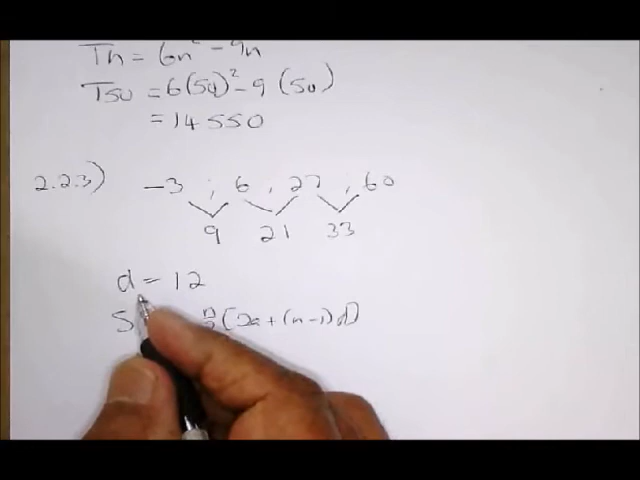 Tn = 6n² - 9n
T50 = 6(50)² - 9 (50)
= 14550
2.2.3) -3 ; 6 , 27 , 60
9 21 33
d = 12
S n/2 [2a + (n-1)d]